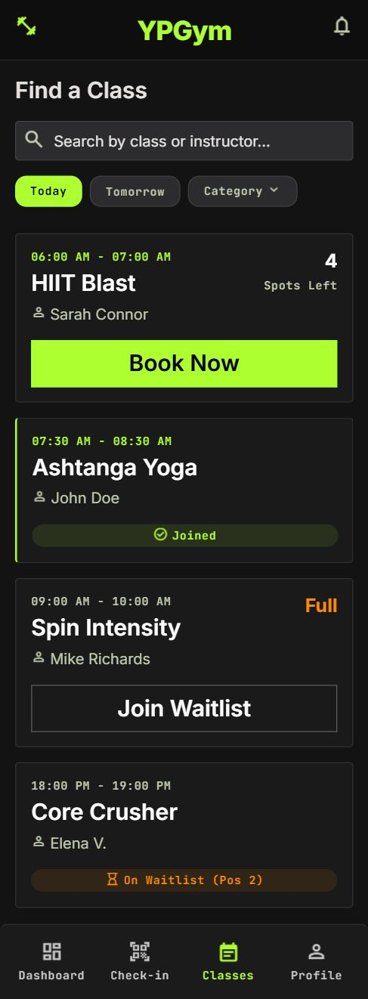 YPGym
Find a Class
Search by class or instructor...
Today
Tomorrow
Category
06:00 AM - 07:00 AM
4
HIIT Blast
Spots Left
Sarah Connor
Book Now
07:30 AM - 08:30 AM
Ashtanga Yoga
John Doe
Joined
09:00 AM - 10:00 AM
Full
Spin Intensity
Mike Richards
Join Waitlist
18:00 PM - 19:00 PM
Core Crusher
Elena V.
On Waitlist (Pos 2)
Dashboard
Check-in
Classes
Profile